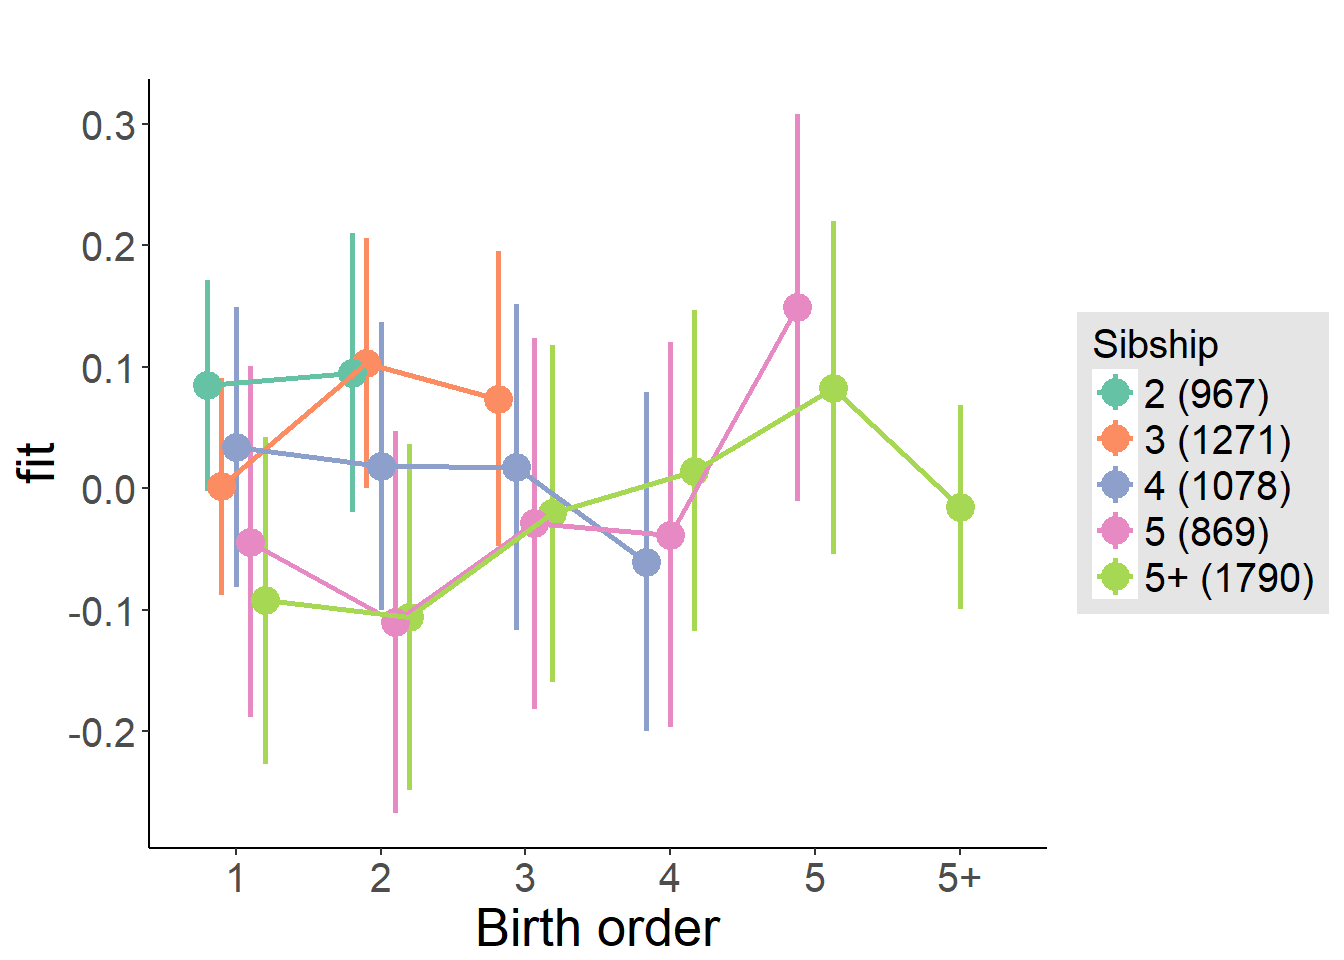 0.3
0.2
0.1
0.0
-0.1
-0.2
fit
1 2 3 4 5 5+
Birth order
Sibship
2 (967)
3 (1271)
4 (1078)
5 (869)
5+ (1790)